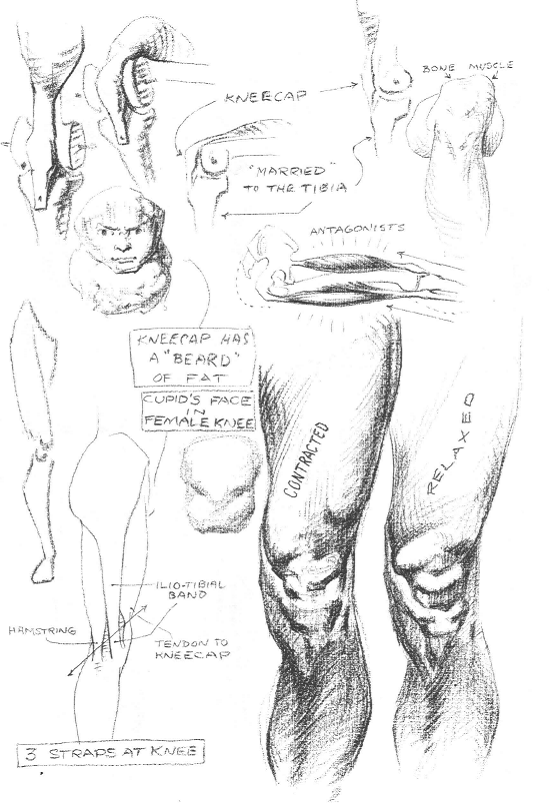 BONE MUSCLE
KNEECAP
"MARRIED"
TO THE TIBIA
ANTAGONISTS
KNEECAP HAS
A "BEARD"
OF FAT
CUPID'S FACE
IN
FEMALE KNEE
CONTRACTED
RELAXED
ILIO-TIBIAL
BAND
HAMSTRING
TENDON TO
KNEECAP
3 STRAPS AT KNEE